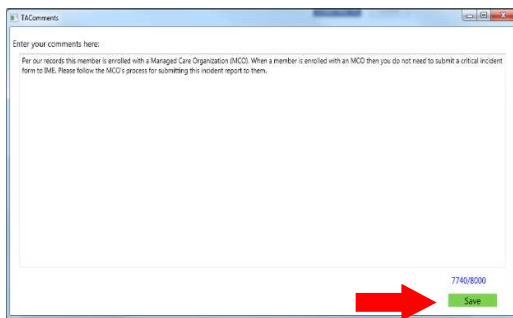 TAComments
Enter your comments here:
Per our records this member is enrolled with a Managed Care Organization (MCO). When a member is enrolled with an MCO then you do not need to submit a critical incident
form to IME. Please follow the MCO's process for submitting this incident report to them.
7740/8000
Save